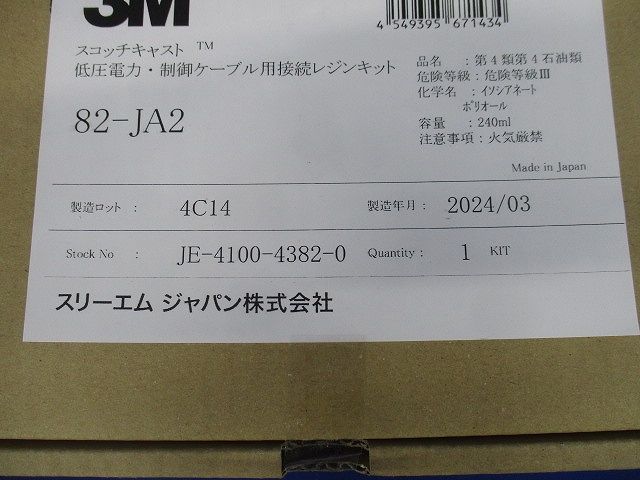 3M
4 549395 671434
スコッチキャスト™
低圧電力・制御ケーブル用接続レジンキット
82-JA2
品名 : 第4類第4石油類
危険等級 : 危険等級Ⅲ
化学名 : イソシアネート
ポリオール
容量 : 240ml
注意事項 : 火気厳禁
Made in Japan
製造ロット : 4C14 製造年月 : 2024/03
Stock No : JE-4100-4382-0 Quantity : 1 KIT
スリーエム ジャパン株式会社